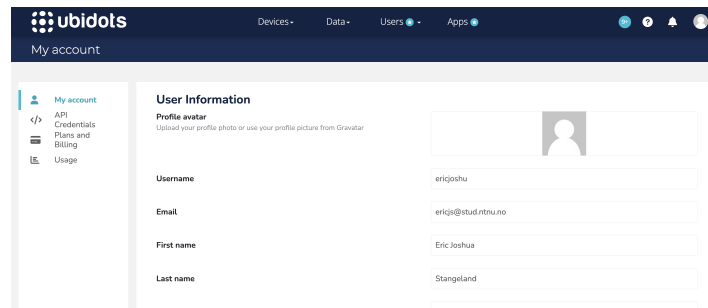 ubidots
Devices
Data
Users
Apps
9+
?
My account
My account
API
Credentials
Plans and
Billing
Usage
User Information
Profile avatar
Upload your profile photo or use your profile picture from Gravatar
Username
ericjoshu
Email
ericjs@stud.ntnu.no
First name
Eric Joshua
Last name
Stangeland